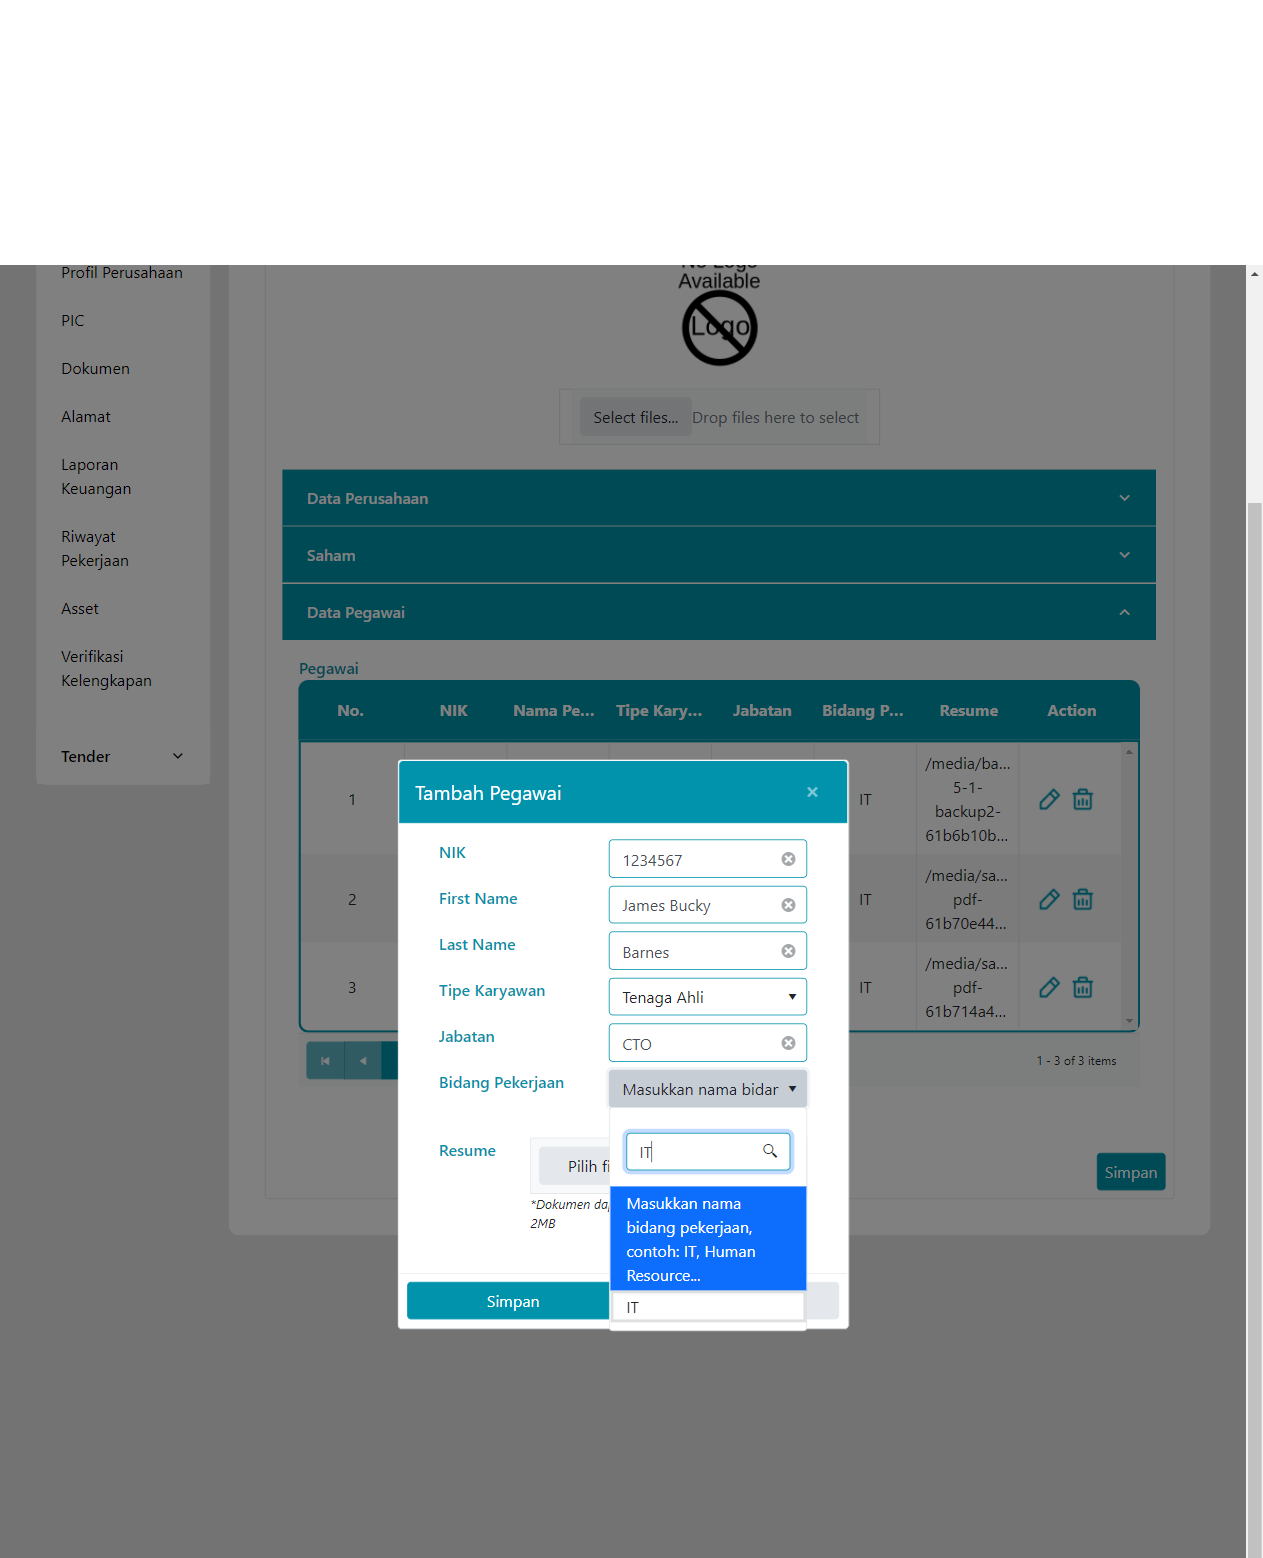 Profil Perusahaan
PIC
Dokumen
Alamat
Laporan
Keuangan
Riwayat
Pekerjaan
Asset
Verifikasi
Kelengkapan
Tender
No Logo
Available
Logo
Select files...
Drop files here to select
Data Perusahaan
Saham
Data Pegawai
Pegawai
No.
NIK
Nama Pe...
Tipe Kary...
Jabatan
Bidang P...
Resume
Action
1
IT
/media/ba...
5-1-
backup2-
61b6b10b...
2
IT
/media/sa...
pdf-
61b70e44...
3
IT
/media/sa...
pdf-
61b714a4...
1 - 3 of 3 items
Simpan
Tambah Pegawai
NIK
1234567
First Name
James Bucky
Last Name
Barnes
Tipe Karyawan
Tenaga Ahli
Jabatan
CTO
Bidang Pekerjaan
Masukkan nama bidar
IT
Masukkan nama
bidang pekerjaan,
contoh: IT, Human
Resource...
IT
Resume
Pilih fi
*Dokumen da
2MB
Simpan